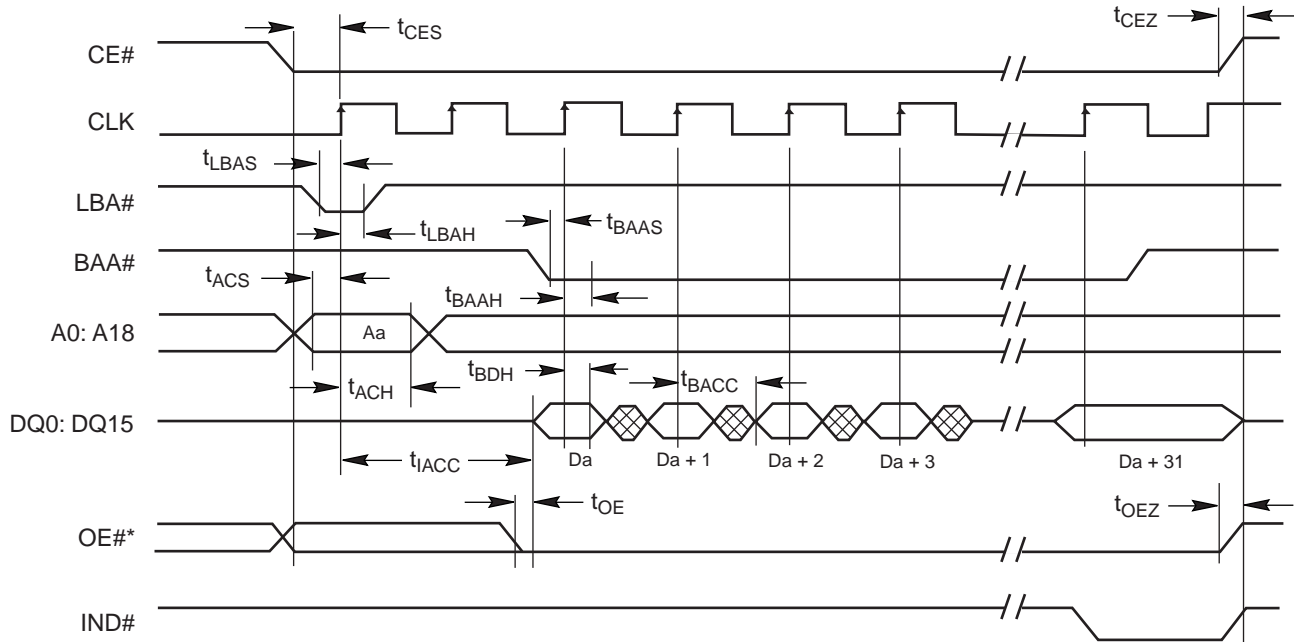 tCES
tCEZ
CE#
CLK
tLBAS
LBA#
tBAAS
tLBAH
BAA#
tACS
tBAAH
A0: A18
Aa
tBDH
tBACC
tACH
DQ0: DQ15
tIACC
Da
Da + 1
Da + 2
Da + 3
Da + 31
tOE
tOEZ
OE#*
IND#